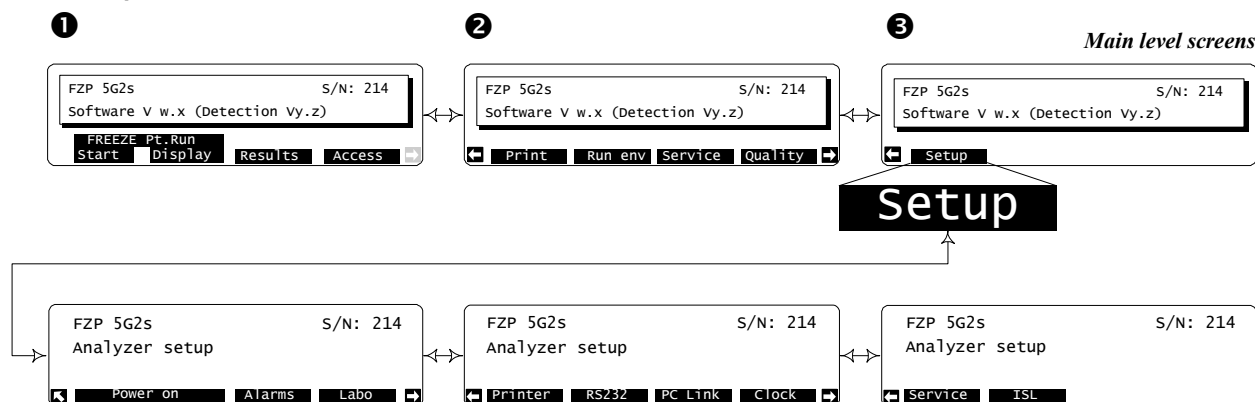 ❶ ❷ ❸
Main level screens
FZP 5G2s S/N: 214
Software V w.x (Detection Vy.z)
FREEZE Pt.Run
Start Display Results Access
FZP 5G2s S/N: 214
Software V w.x (Detection Vy.z)
Print Run env Service Quality
FZP 5G2s S/N: 214
Software V w.x (Detection Vy.z)
Setup
Setup
FZP 5G2s S/N: 214
Analyzer setup
Power on Alarms Labo
FZP 5G2s S/N: 214
Analyzer setup
Printer RS232 PC Link Clock
FZP 5G2s S/N: 214
Analyzer setup
Service ISL